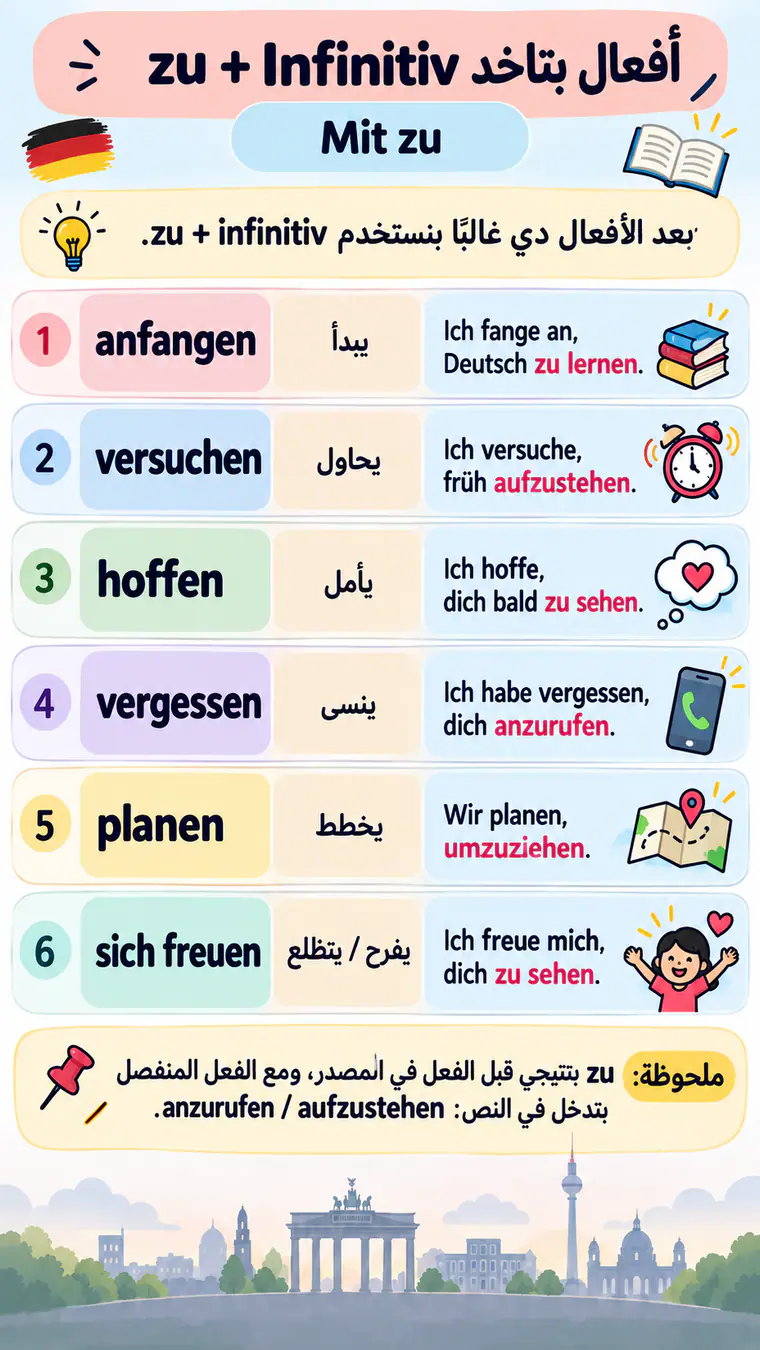 أفعال بتاخد zu + Infinitiv
Mit zu
بعد الأفعال دي غالبًا بنستخدم zu + infinitiv.
1
anfangen
يبدأ
Ich fange an,
Deutsch zu lernen.
2
versuchen
يحاول
Ich versuche,
früh aufzustehen.
3
hoffen
يأمل
Ich hoffe,
dich bald zu sehen.
4
vergessen
ينسى
Ich habe vergessen,
dich anzurufen.
5
planen
يخطط
Wir planen,
umzuziehen.
6
sich freuen
يفرح / يتظلع
Ich freue mich,
dich zu sehen.
ملحوظة: zu بتتيجي قبل الفعل في المصدر، ومع الفعل المنفصل
بتدخل في النص: anzurufen / aufzustehen.